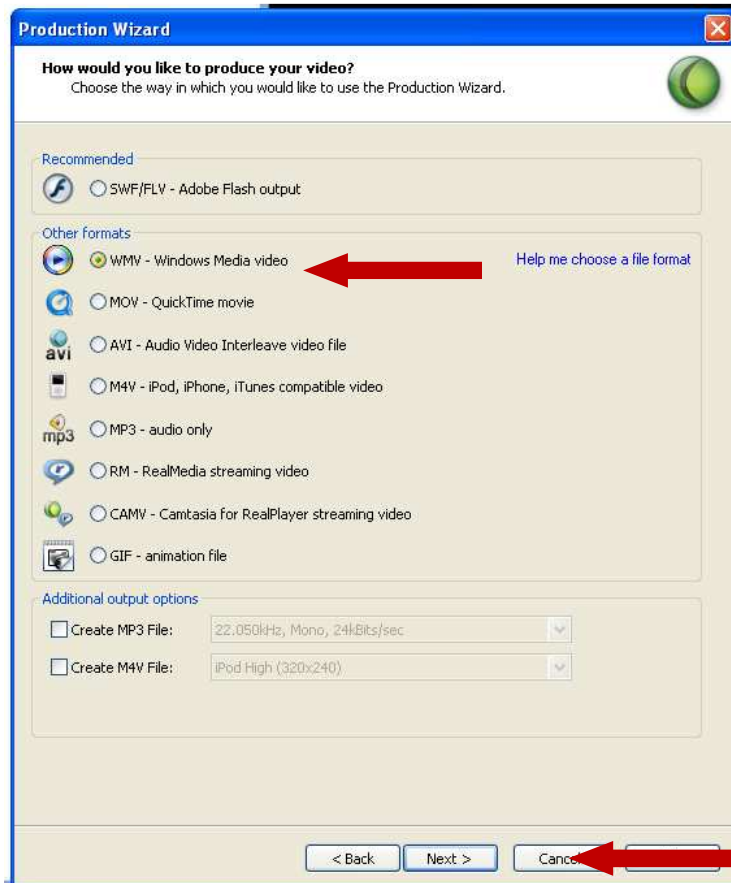 Production Wizard
How would you like to produce your video?
Choose the way in which you would like to use the Production Wizard.
Recommended
SWF/FLV - Adobe Flash output
Other formats
WMV - Windows Media video
Help me choose a file format
MOV - QuickTime movie
avi
AVI - Audio Video Interleave video file
M4V - iPod, iPhone, iTunes compatible video
mp3
MP3 - audio only
RM - RealMedia streaming video
CAMV - Camtasia for RealPlayer streaming video
GIF - animation file
Additional output options
Create MP3 File: 22.050kHz, Mono, 24kBits/sec
Create M4V File: iPod High (320x240)
< Back Next > Cancel